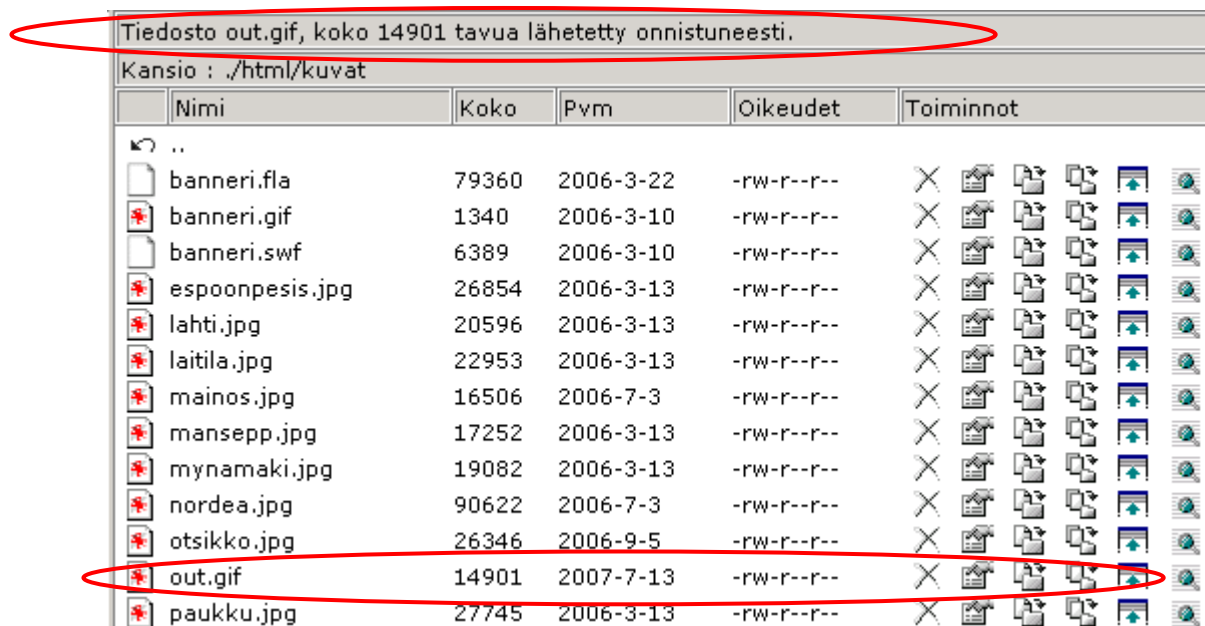 Tiedosto out.gif, koko 14901 tavua lähetetty onnistuneesti.
Kansio : ./html/kuvat
Nimi Koko Pvm Oikeudet Toiminnot
..
banneri.fla 79360 2006-3-22 -rw-r--r--
banneri.gif 1340 2006-3-10 -rw-r--r--
banneri.swf 6389 2006-3-10 -rw-r--r--
espoonpesis.jpg 26854 2006-3-13 -rw-r--r--
lahti.jpg 20596 2006-3-13 -rw-r--r--
laitila.jpg 22953 2006-3-13 -rw-r--r--
mainos.jpg 16506 2006-7-3 -rw-r--r--
mansepp.jpg 17252 2006-3-13 -rw-r--r--
mynamaki.jpg 19082 2006-3-13 -rw-r--r--
nordea.jpg 90622 2006-7-3 -rw-r--r--
otsikko.jpg 26346 2006-9-5 -rw-r--r--
out.gif 14901 2007-7-13 -rw-r--r--
paukku.jpg 27745 2006-3-13 -rw-r--r--